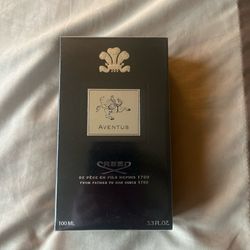 AVENTUS
CREED
DE PÈRE EN FILS DEPUIS 1760
FROM FATHER TO SON SINCE 1760
100 ML 3.3 FL.OZ.